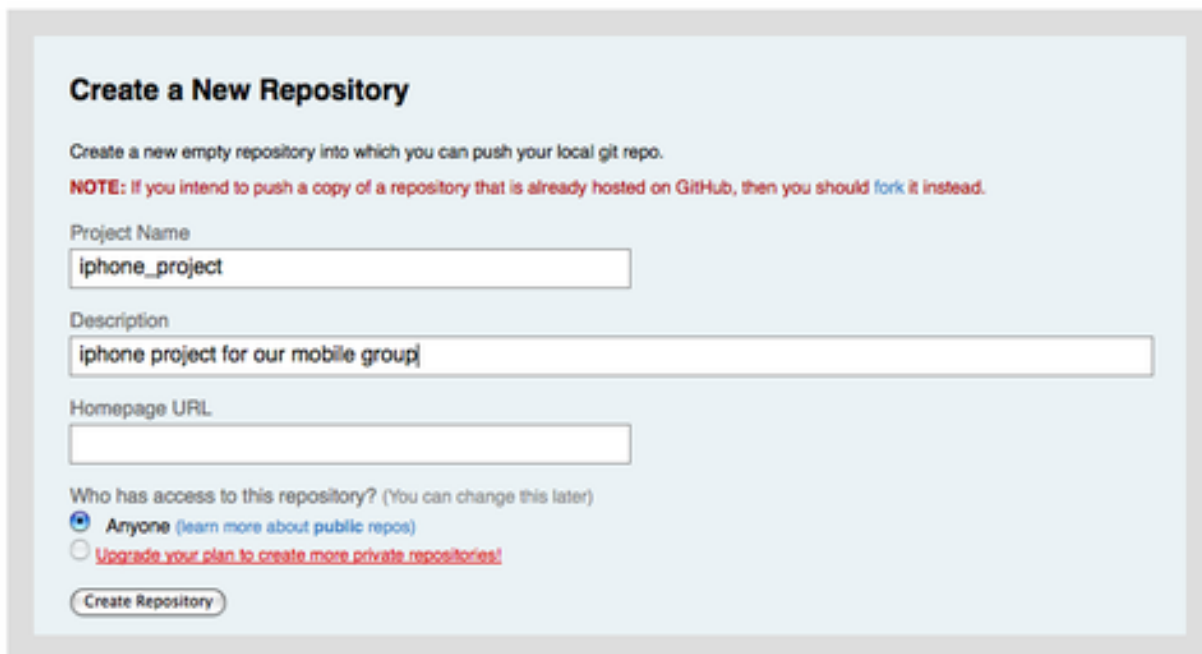 Create a New Repository
Create a new empty repository into which you can push your local git repo.
NOTE: If you intend to push a copy of a repository that is already hosted on GitHub, then you should fork it instead.
Project Name
iphone_project
Description
iphone project for our mobile group
Homepage URL
Who has access to this repository? (You can change this later)
Anyone (learn more about public repos)
Upgrade your plan to create more private repositories!
Create Repository